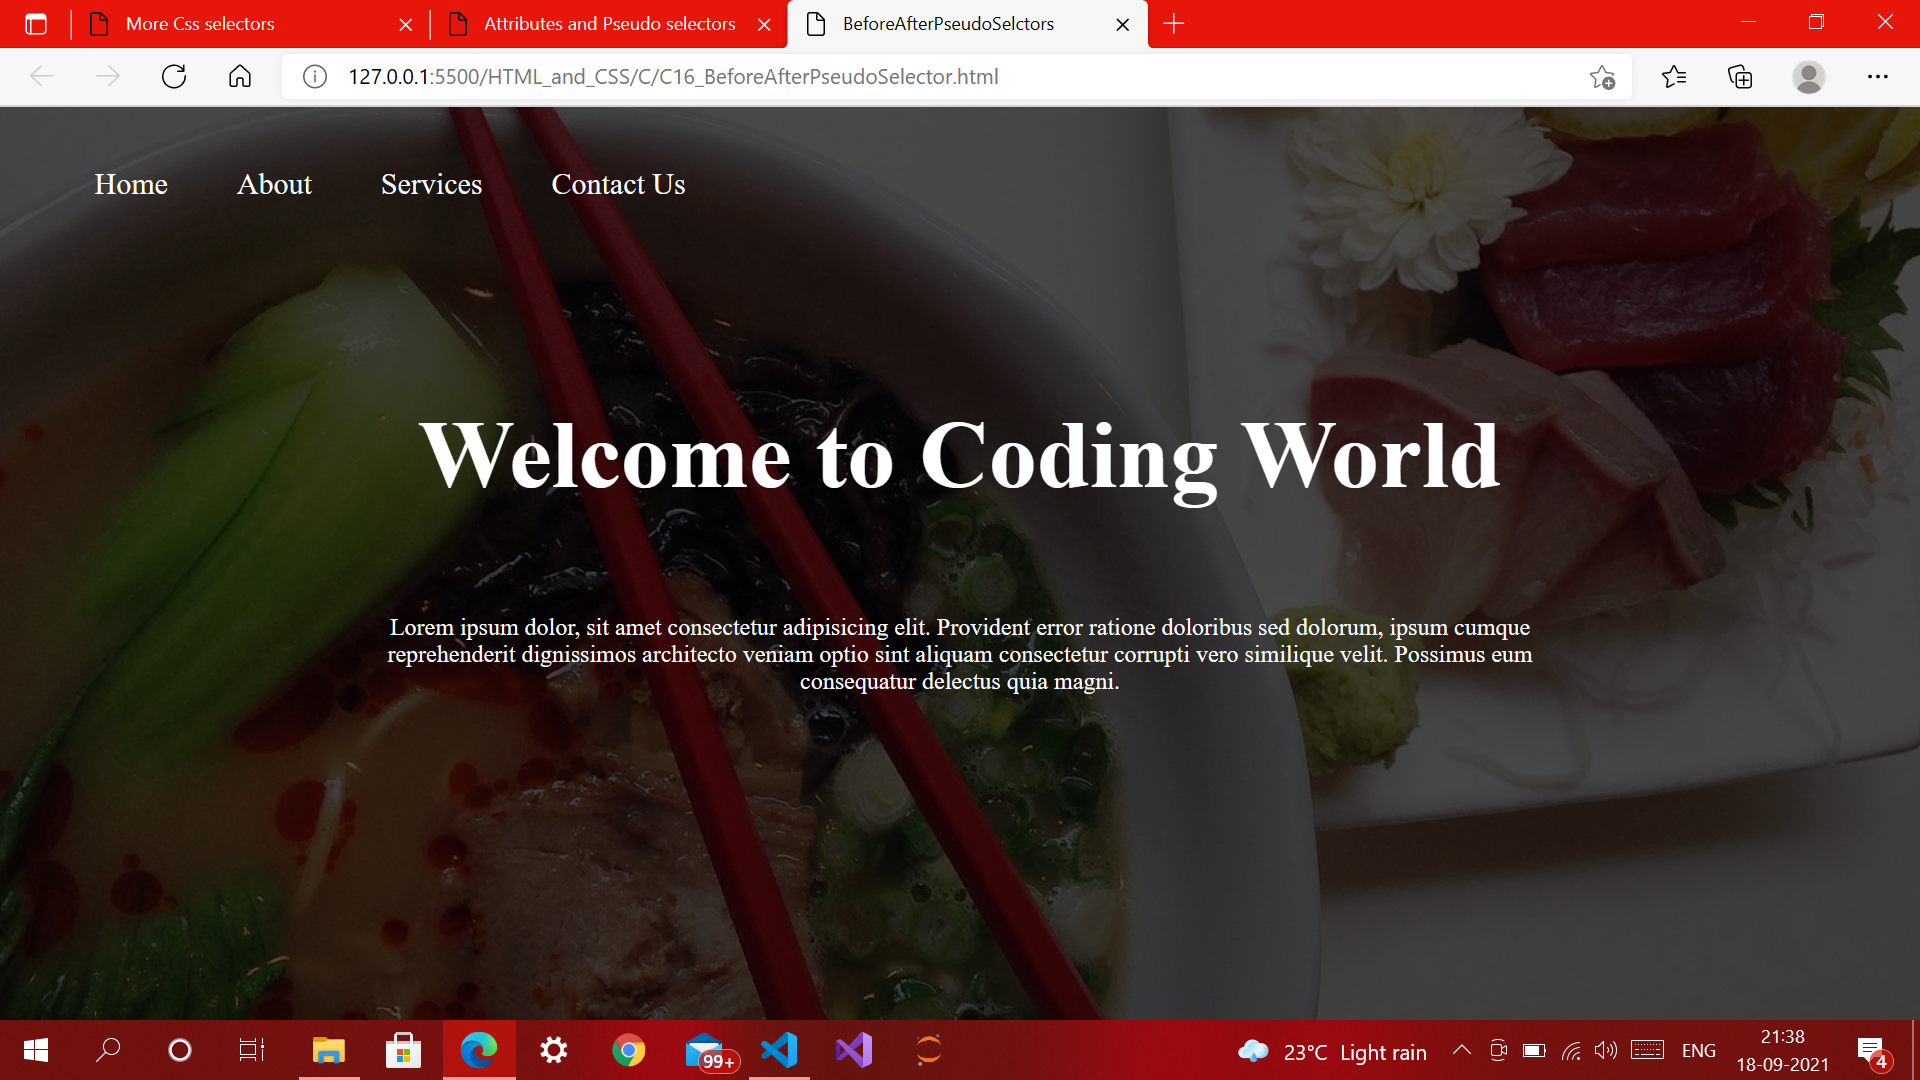 More Css selectors
Attributes and Pseudo selectors
BeforeAfterPseudoSelctors
127.0.0.1:5500/HTML_and_CSS/C/C16_BeforeAfterPseudoSelector.html
Home About Services Contact Us
Welcome to Coding World
Lorem ipsum dolor, sit amet consectetur adipisicing elit. Provident error ratione doloribus sed dolorum, ipsum cumque
reprehenderit dignissimos architecto veniam optio sint aliquam consectetur corrupti vero similique velit. Possimus eum
consequatur delectus quia magni.
99+
23°C Light rain
ENG
21:38
18-09-2021
4